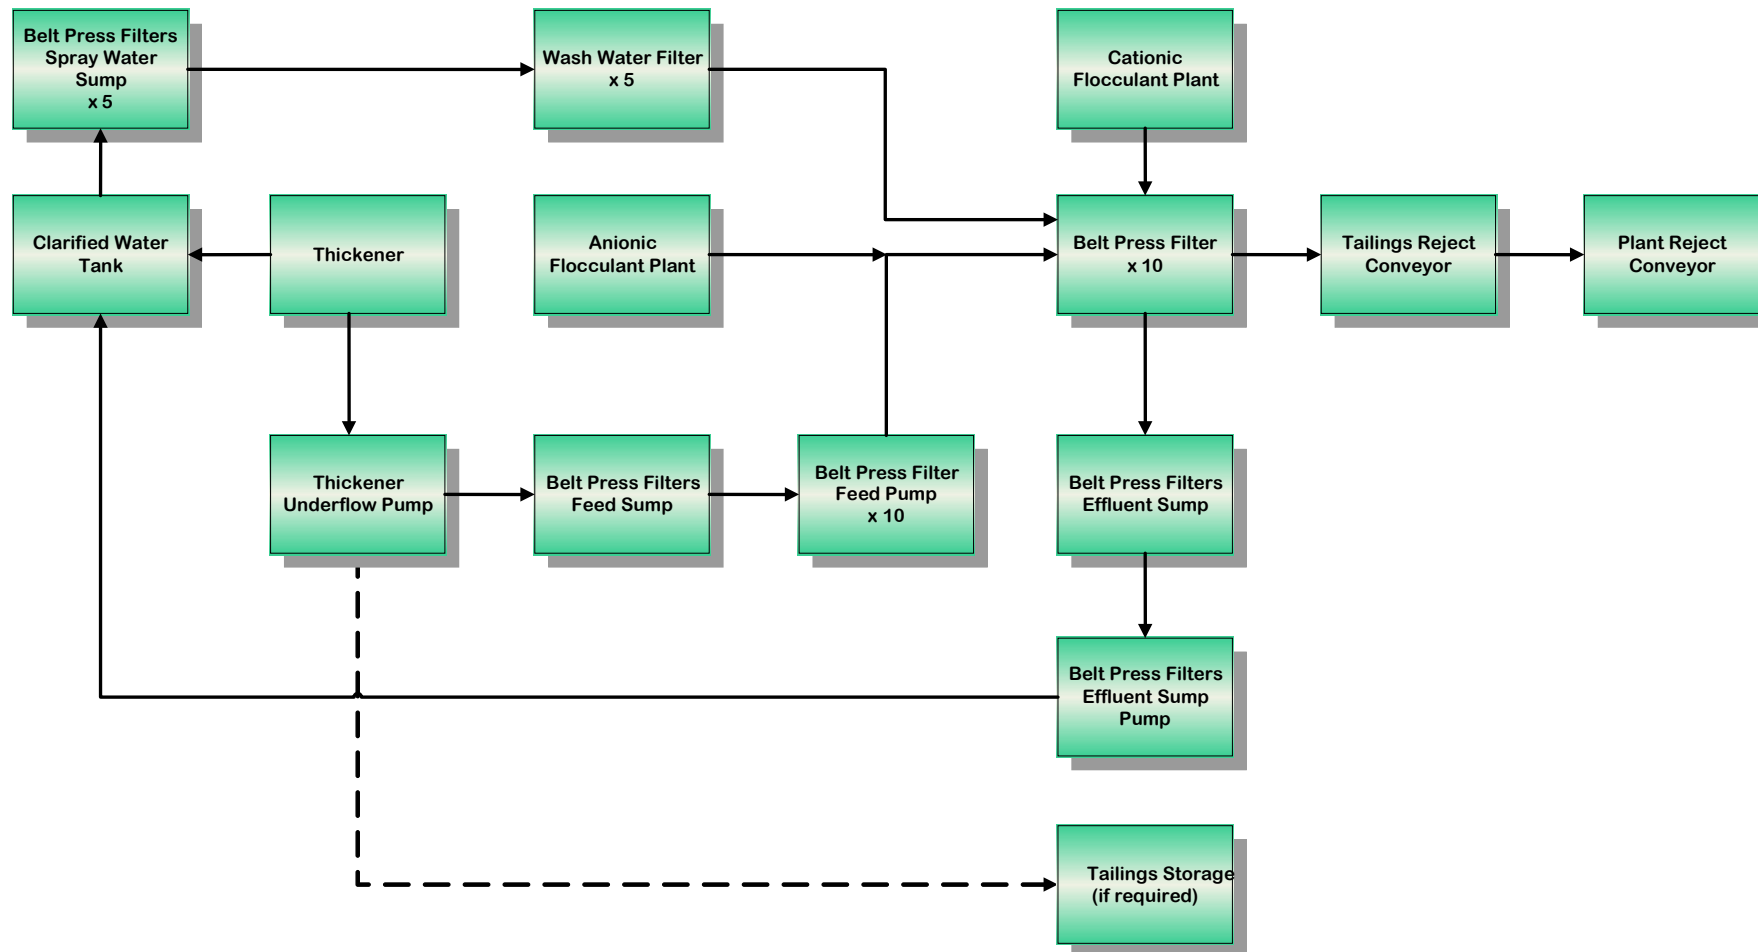 Belt Press Filters
Spray Water
Sump
x 5
Wash Water Filter
x 5
Cationic
Flocculant Plant
Clarified Water
Tank
Thickener
Anionic
Flocculant Plant
Belt Press Filter
x 10
Tailings Reject
Conveyor
Plant Reject
Conveyor
Thickener
Underflow Pump
Belt Press Filters
Feed Sump
Belt Press Filter
Feed Pump
x 10
Belt Press Filters
Effluent Sump
Belt Press Filters
Effluent Sump
Pump
Tailings Storage
(if required)